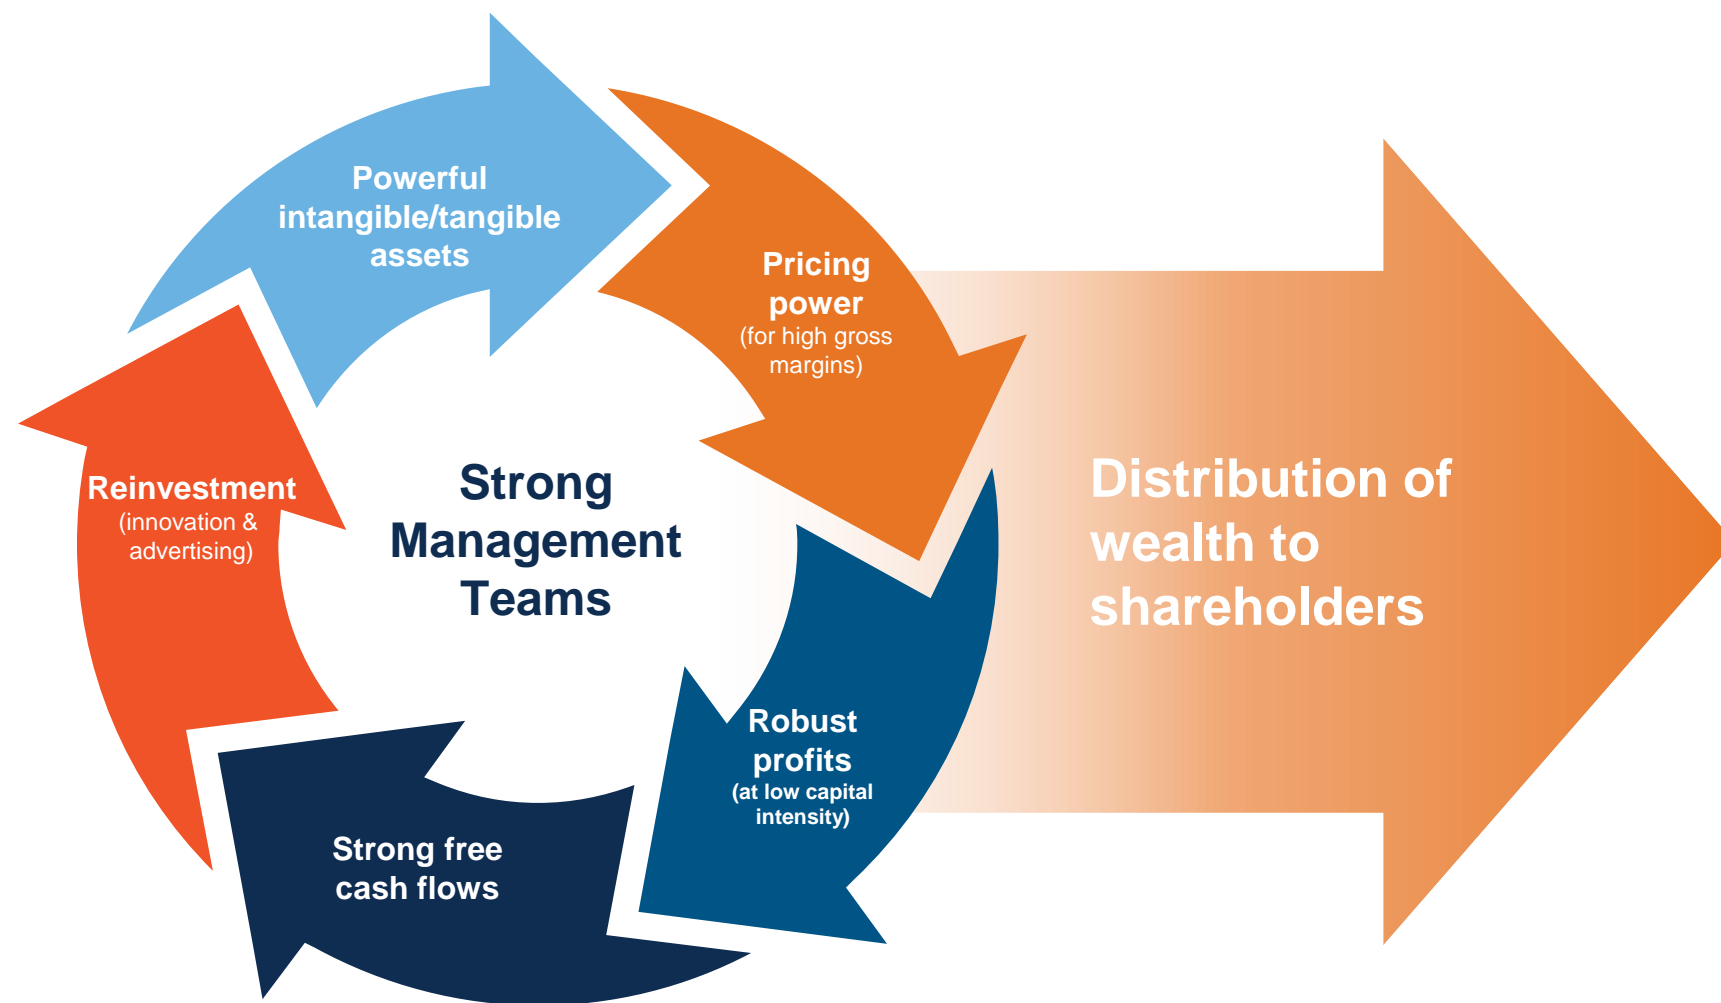 Powerful
intangible/tangible
assets
Pricing
power
(for high gross
margins)
Robust
profits
(at low capital
intensity)
Strong free
cash flows
Reinvestment
(innovation &
advertising)
Strong
Management
Teams
Distribution of
wealth to
shareholders